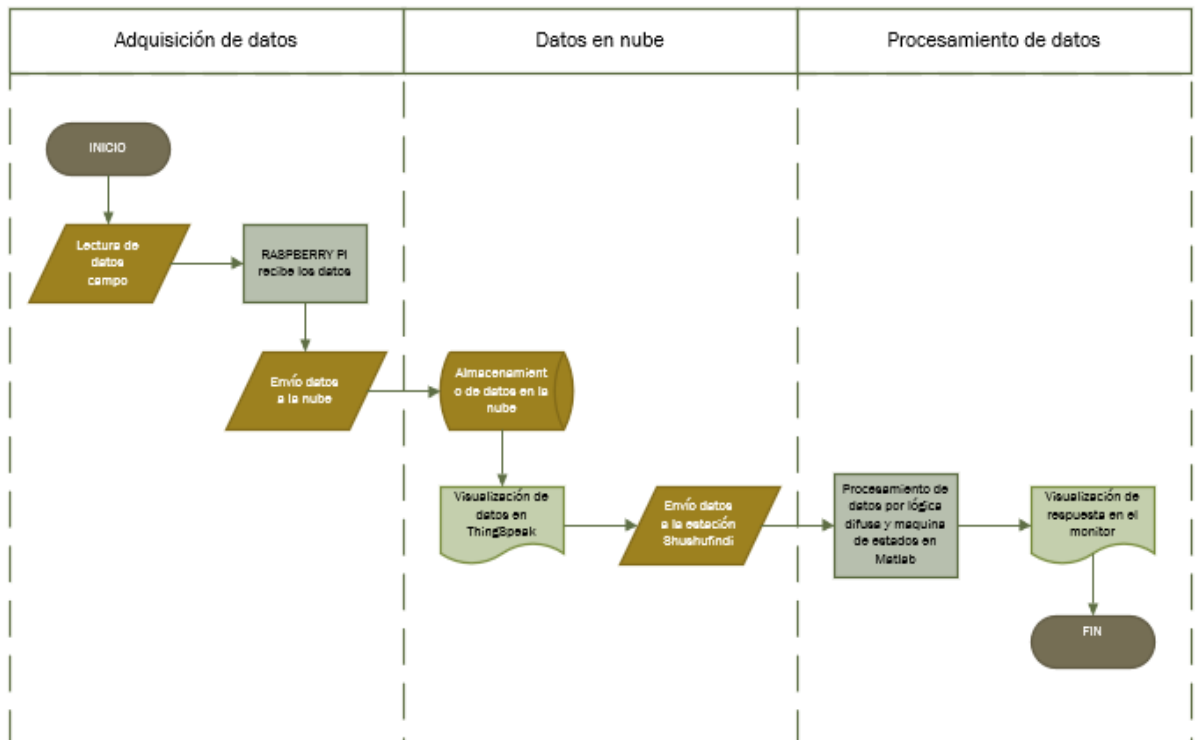 Adquisición de datos
Datos en nube
Procesamiento de datos
INICIO
Lectura de
datos
campo
RASPBERRY PI
recibe los datos
Envío datos
a la nube
Almacenamient
o de datos en la
nube
Visualización de
datos en
ThingSpeak
Envío datos
a la estación
Shushufindi
Procesamiento de
datos por lógica
difusa y maquina
de estados en
Matlab
Visualización de
respuesta en el
monitor
FIN